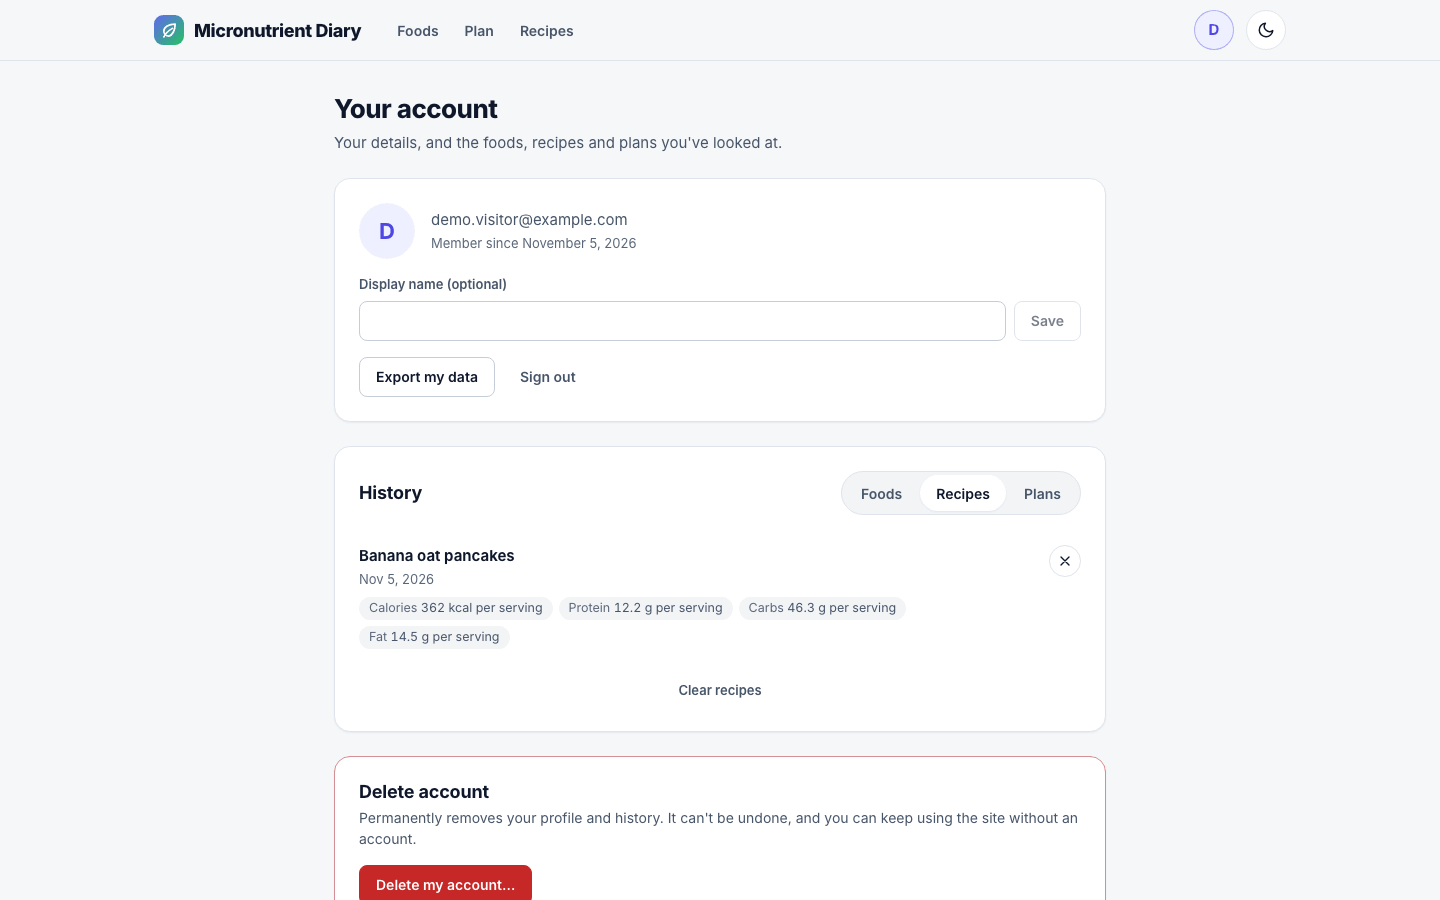 Micronutrient Diary
Foods
Plan
Recipes
D
Your account
Your details, and the foods, recipes and plans you've looked at.
D
demo.visitor@example.com
Member since November 5, 2026
Display name (optional)
Save
Export my data
Sign out
History
Foods
Recipes
Plans
Banana oat pancakes
Nov 5, 2026
Calories 362 kcal per serving
Protein 12.2 g per serving
Carbs 46.3 g per serving
Fat 14.5 g per serving
Clear recipes
Delete account
Permanently removes your profile and history. It can't be undone, and you can keep using the site without an
account.
Delete my account...